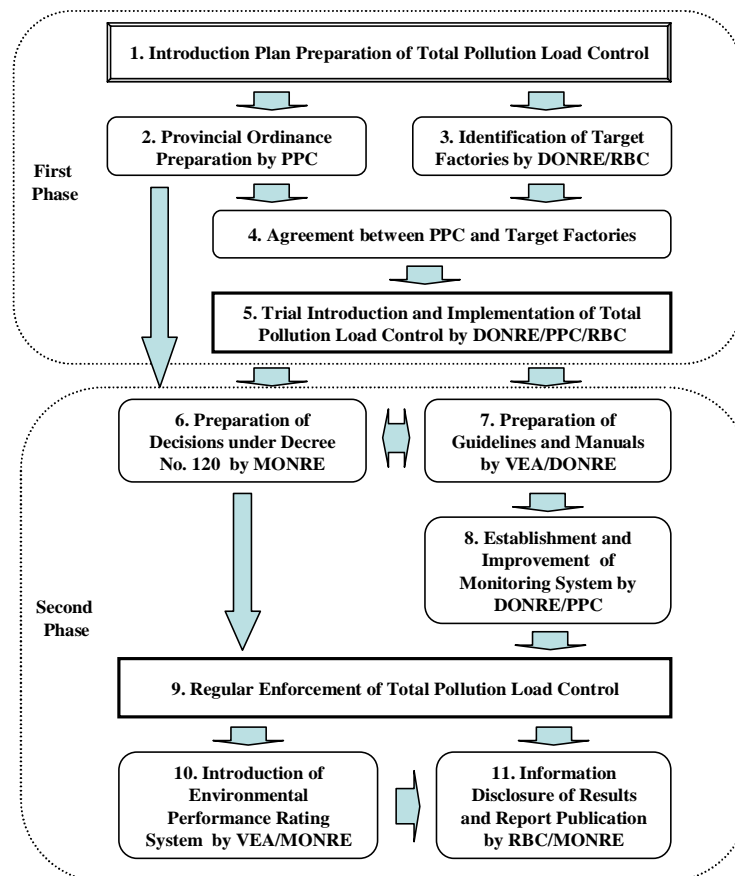 1. Introduction Plan Preparation of Total Pollution Load Control
2. Provincial Ordinance
Preparation by PPC
3. Identification of Target
Factories by DONRE/RBC
First
Phase
4. Agreement between PPC and Target Factories
5. Trial Introduction and Implementation of Total
Pollution Load Control by DONRE/PPC/RBC
6. Preparation of
Decisions under Decree
No. 120 by MONRE
7. Preparation of
Guidelines and Manuals
by VEA/DONRE
8. Establishment and
Improvement of
Monitoring System by
DONRE/PPC
Second
Phase
9. Regular Enforcement of Total Pollution Load Control
10. Introduction of
Environmental
Performance Rating
System by VEA/MONRE
11. Information
Disclosure of Results
and Report Publication
by RBC/MONRE